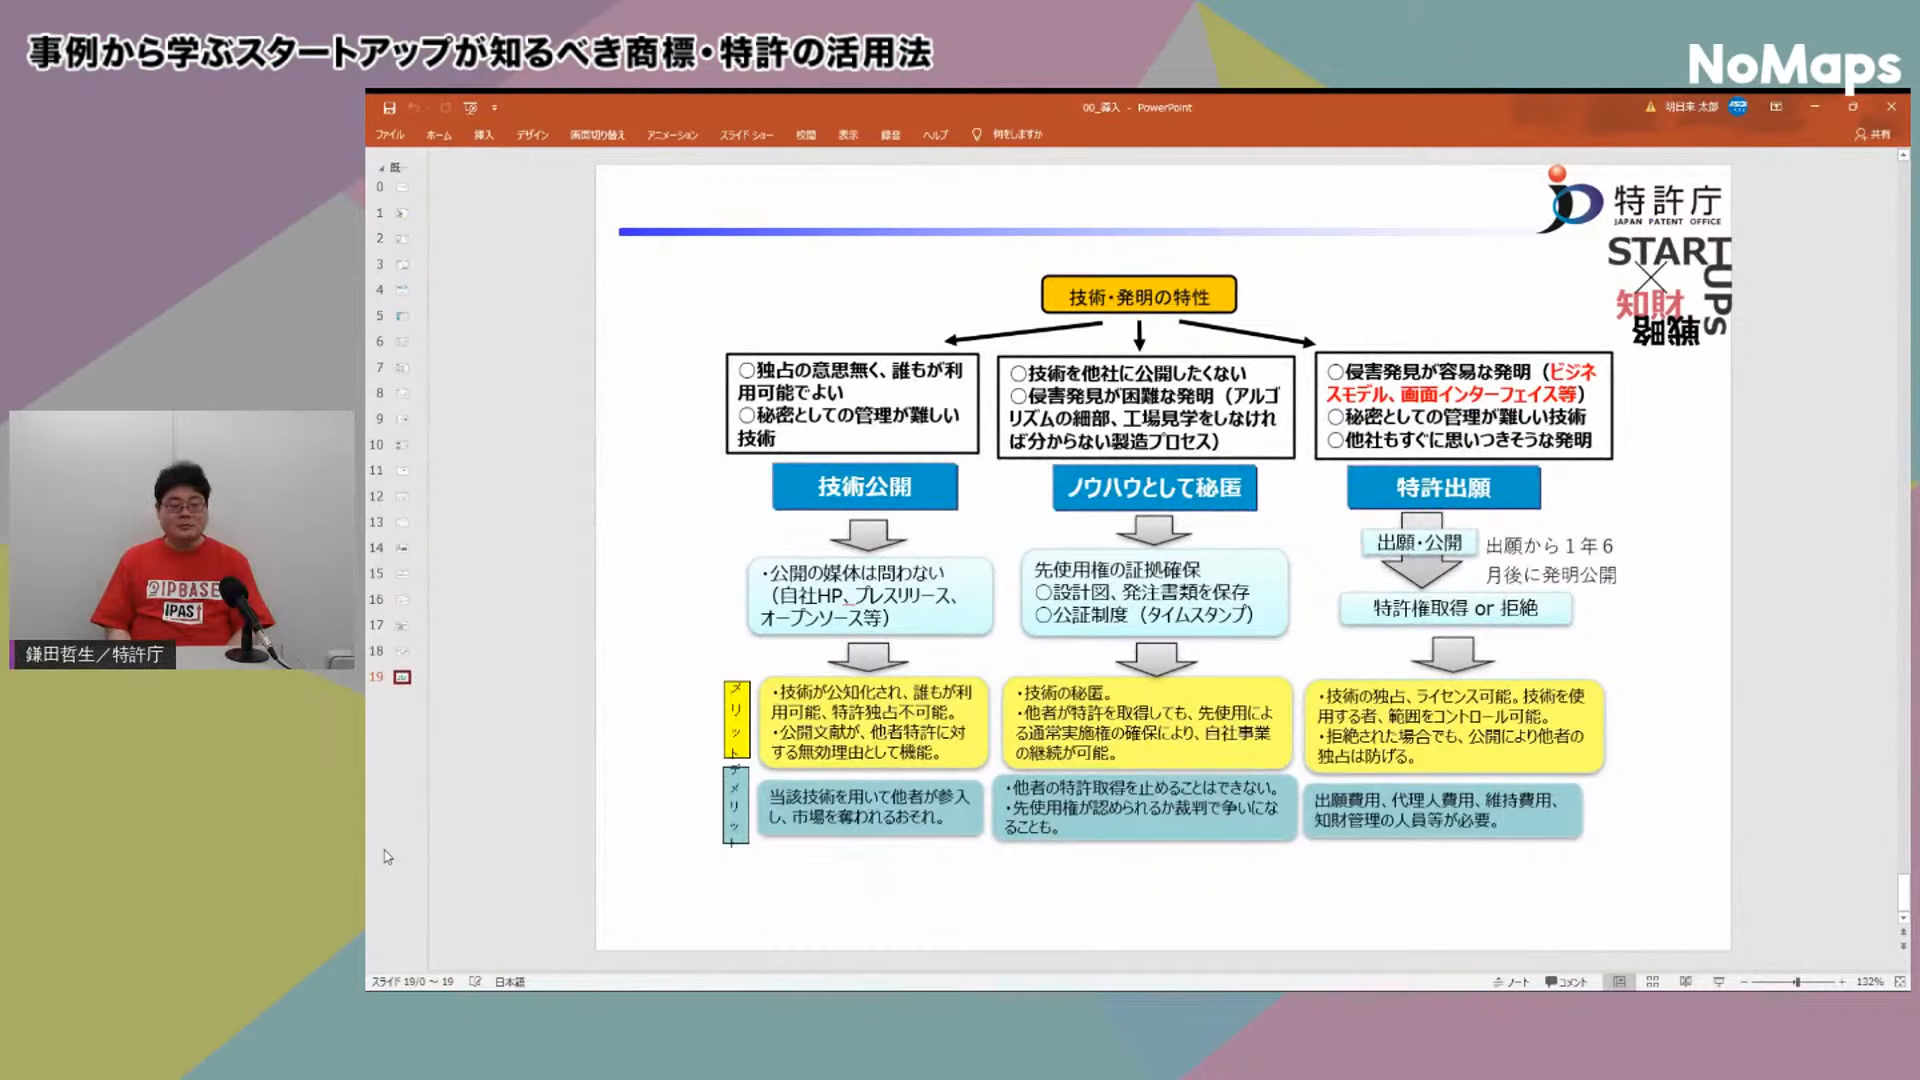 事例から学ぶスタートアップが知るべき商標・特許の活用法
NoMaps
00_導入 - PowerPoint
明日来 太郎
ファイル ホーム 挿入 デザイン 画面切り替え アニメーション スライド ショー 校閲 表示 録音 ヘルプ 何をしますか
共有
既…
0
1
2
3
4
5
6
7
8
9
10
11
12
13
14
15
16
17
18
19
特許庁
JAPAN PATENT OFFICE
STARTUPS
×
知財
戦略
技術・発明の特性
○独占の意思無く、誰もが利
用可能でよい
○秘密としての管理が難しい
技術
○技術を他社に公開したくない
○侵害発見が困難な発明（アルゴ
リズムの細部、工場見学をしなけれ
ば分からない製造プロセス）
○侵害発見が容易な発明（ビジネ
スモデル、画面インターフェイス等）
○秘密としての管理が難しい技術
○他社もすぐに思いつきそうな発明
技術公開
ノウハウとして秘匿
特許出願
・公開の媒体は問わない
（自社HP、プレスリリース、
オープンソース等）
先使用権の証拠確保
○設計図、発注書類を保存
○公証制度（タイムスタンプ）
出願・公開
出願から１年６
月後に発明公開
特許権取得 or 拒絶
メリット
・技術が公知化され、誰もが利
用可能、特許独占不可能。
・公開文献が、他者特許に対
する無効理由として機能。
・技術の秘匿。
・他者が特許を取得しても、先使用によ
る通常実施権の確保により、自社事業
の継続が可能。
・技術の独占、ライセンス可能。技術を使
用する者、範囲をコントロール可能。
・拒絶された場合でも、公開により他者の
独占は防げる。
デメリット
当該技術を用いて他者が参入
し、市場を奪われるおそれ。
・他者の特許取得を止めることはできない。
・先使用権が認められるか裁判で争いにな
ることも。
出願費用、代理人費用、維持費用、
知財管理の人員等が必要。
IPBASE
IPAS
鎌田哲生／特許庁
スライド 19/0 ～ 19 日本語
ノート コメント 132%